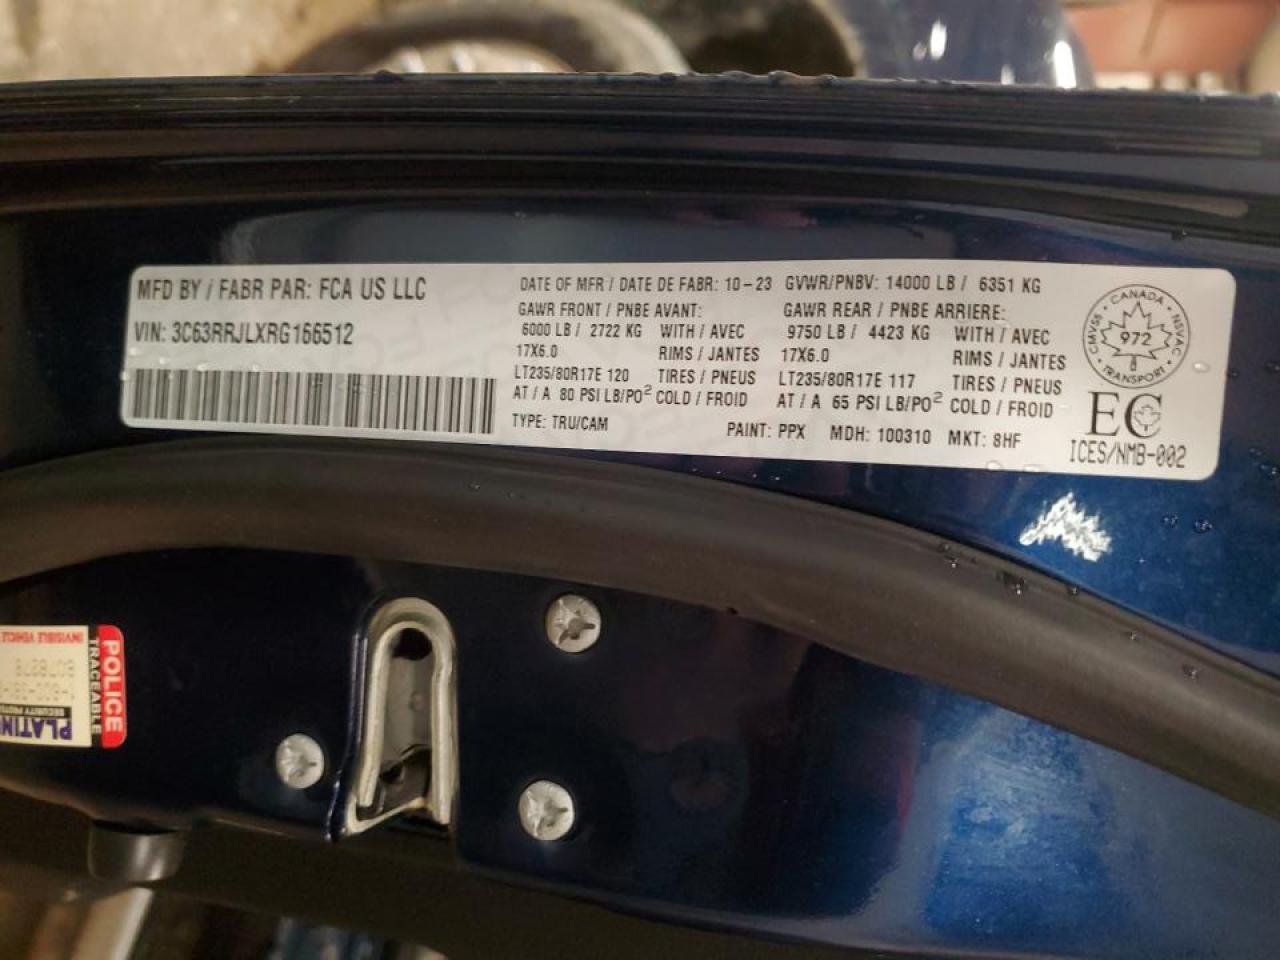 MFD BY / FABR PAR: FCA US LLC
VIN: 3C63RRJLXRG166512
DATE OF MFR / DATE DE FABR: 10-23
GVWR/PNBV: 14000 LB / 6351 KG
GAWR FRONT / PNBE AVANT:
6000 LB / 2722 KG WITH / AVEC
17X6.0 RIMS / JANTES
LT235/80R17E 120 TIRES / PNEUS
AT / A 80 PSI LB/PO² COLD / FROID
GAWR REAR / PNBE ARRIERE:
9750 LB / 4423 KG WITH / AVEC
17X6.0 RIMS / JANTES
LT235/80R17E 117 TIRES / PNEUS
AT / A 65 PSI LB/PO² COLD / FROID
TYPE: TRU/CAM PAINT: PPX MDH: 100310 MKT: 8HF
CANADA
CMVSS 972 NSVAC
TRANSPORT
EC
ICES/NMB-002
POLICE
TRACEABLE
INVISIBLE VEHICLE